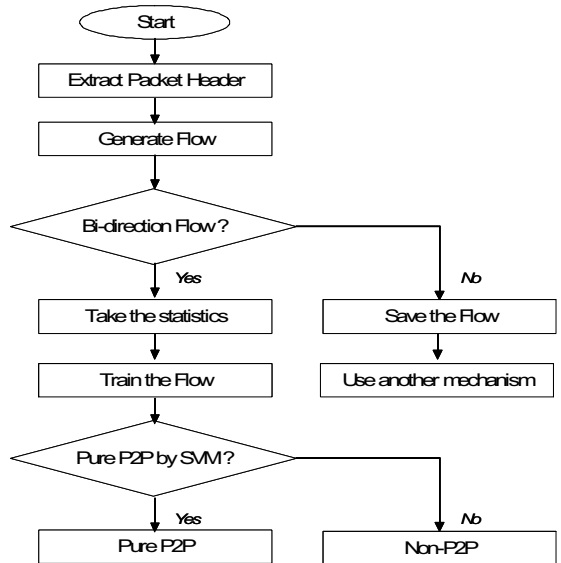 Start
Extract Packet Header
Generate Flow
Bi-direction Flow ?
Yes
No
Take the statistics
Save the Flow
Train the Flow
Use another mechanism
Pure P2P by SVM ?
Yes
No
Pure P2P
Non-P2P